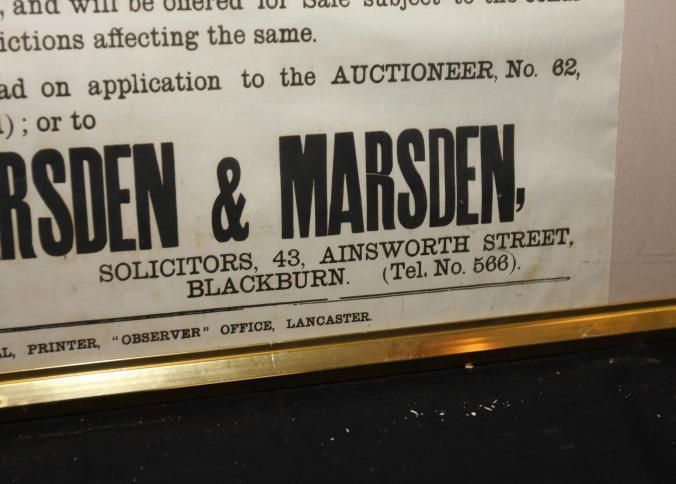 , and will be offered for Sale subject to the
ictions affecting the same.
ad on application to the AUCTIONEER, No. 62,
) ; or to
RSDEN & MARSDEN,
SOLICITORS, 43, AINSWORTH STREET,
BLACKBURN. (Tel. No. 566).
LL, PRINTER, "OBSERVER" OFFICE, LANCASTER.